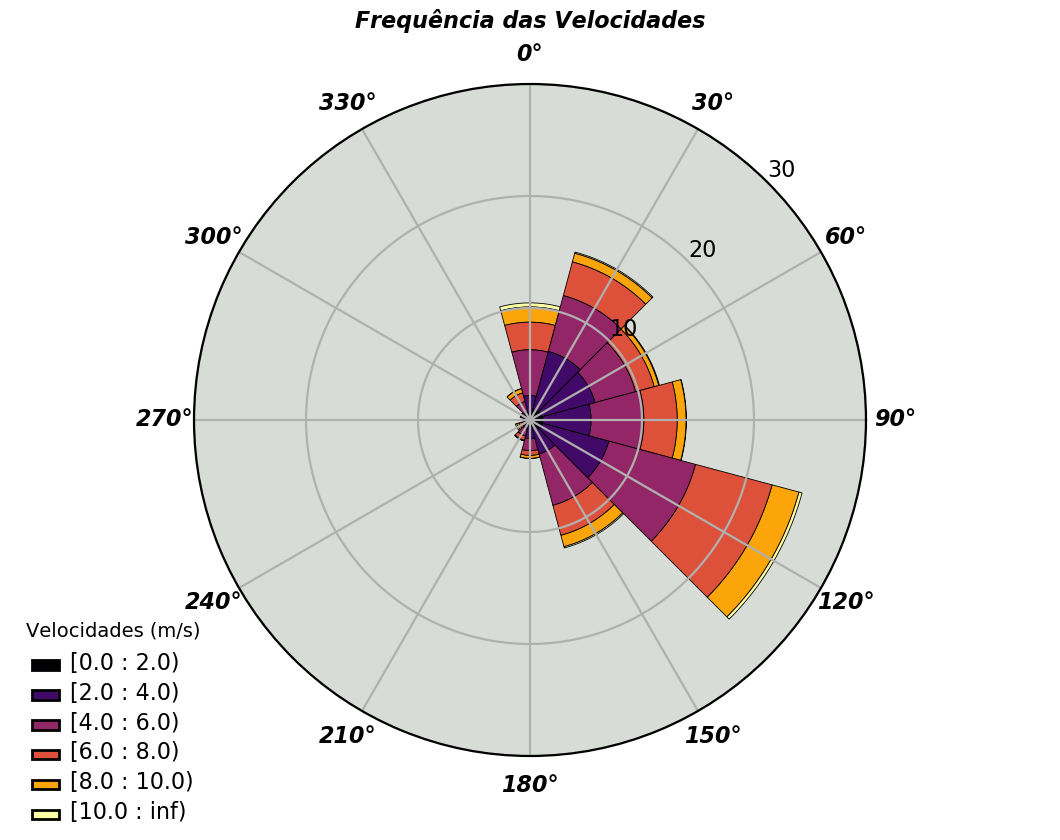 Frequência das Velocidades
0°
330°
30°
30
300°
60°
20
10
270°
90°
240°
120°
210°
150°
180°
Velocidades (m/s)
[0.0 : 2.0)
[2.0 : 4.0)
[4.0 : 6.0)
[6.0 : 8.0)
[8.0 : 10.0)
[10.0 : inf)